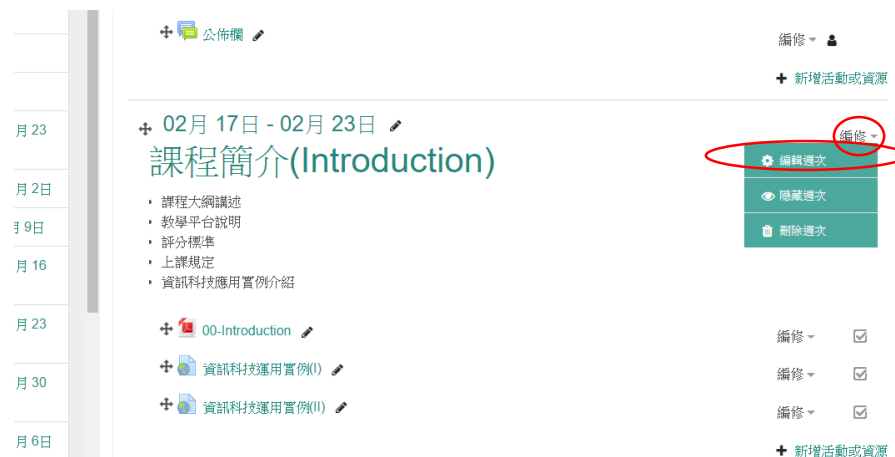 公佈欄
編修
新增活動或資源
月 23
02月 17日 - 02月 23日
編修
課程簡介(Introduction)
編輯週次
隱藏週次
刪除週次
月 2日
月 9日
月 16
課程大綱講述
教學平台說明
評分標準
上課規定
資訊科技應用實例介紹
月 23
00-Introduction
編修
月 30
資訊科技運用實例(I)
編修
資訊科技運用實例(II)
編修
月 6日
新增活動或資源